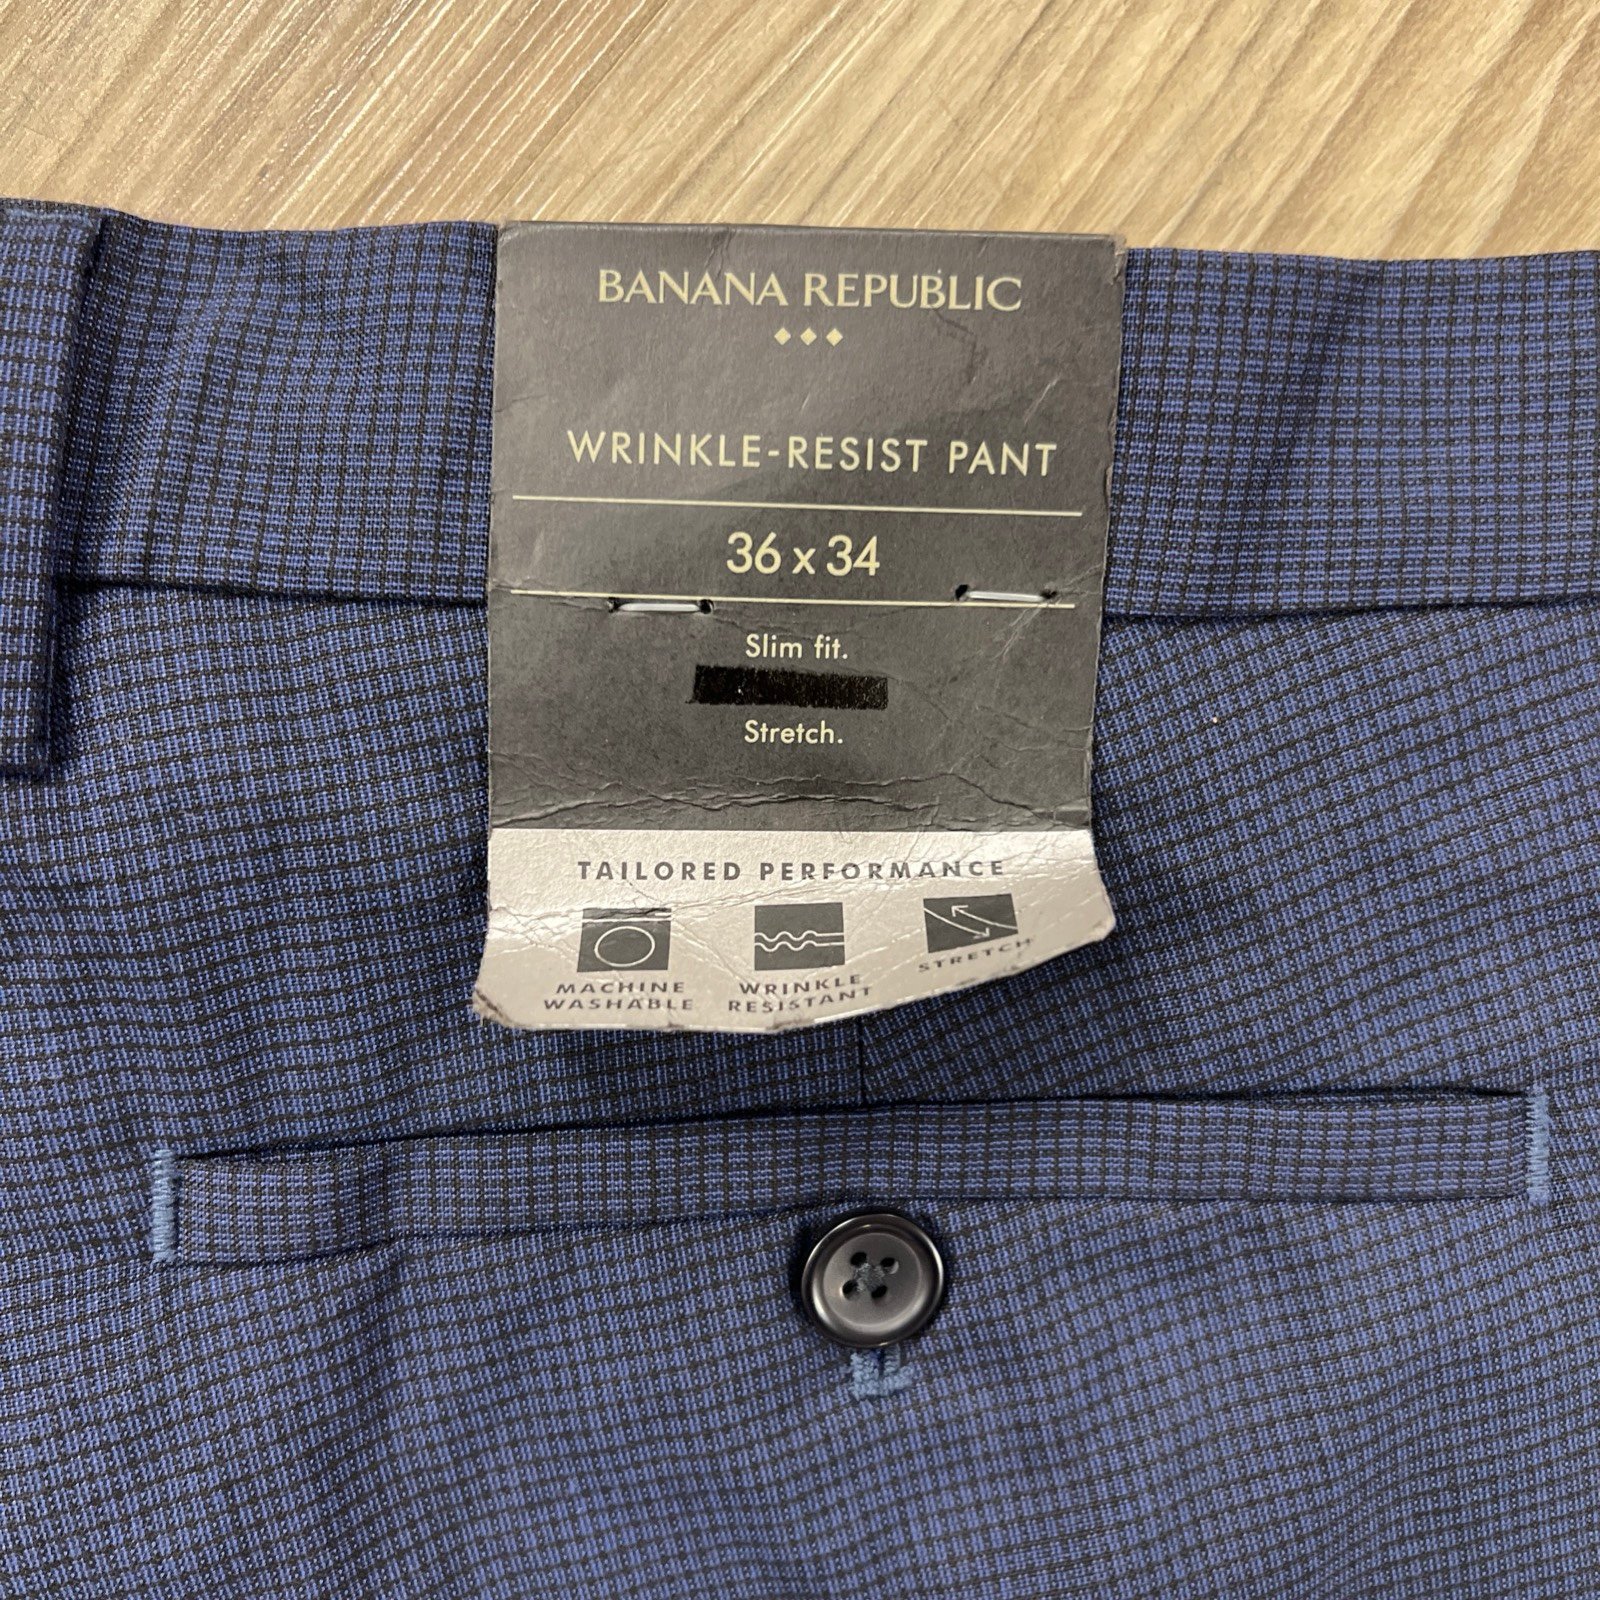 BANANA REPUBLIC
WRINKLE-RESIST PANT
36 x 34
Slim fit.
Stretch.
TAILORED PERFORMANCE
MACHINE
WASHABLE
WRINKLE
RESISTANT
STRETCH